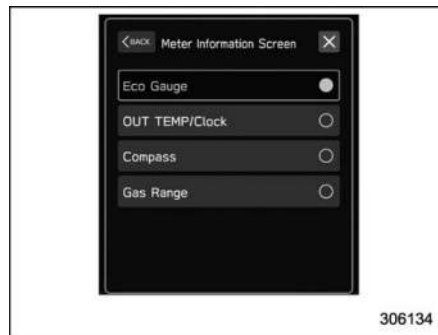 BACK Meter Information Screen
Eco Gauge
OUT TEMP/Clock
Compass
Gas Range
306134